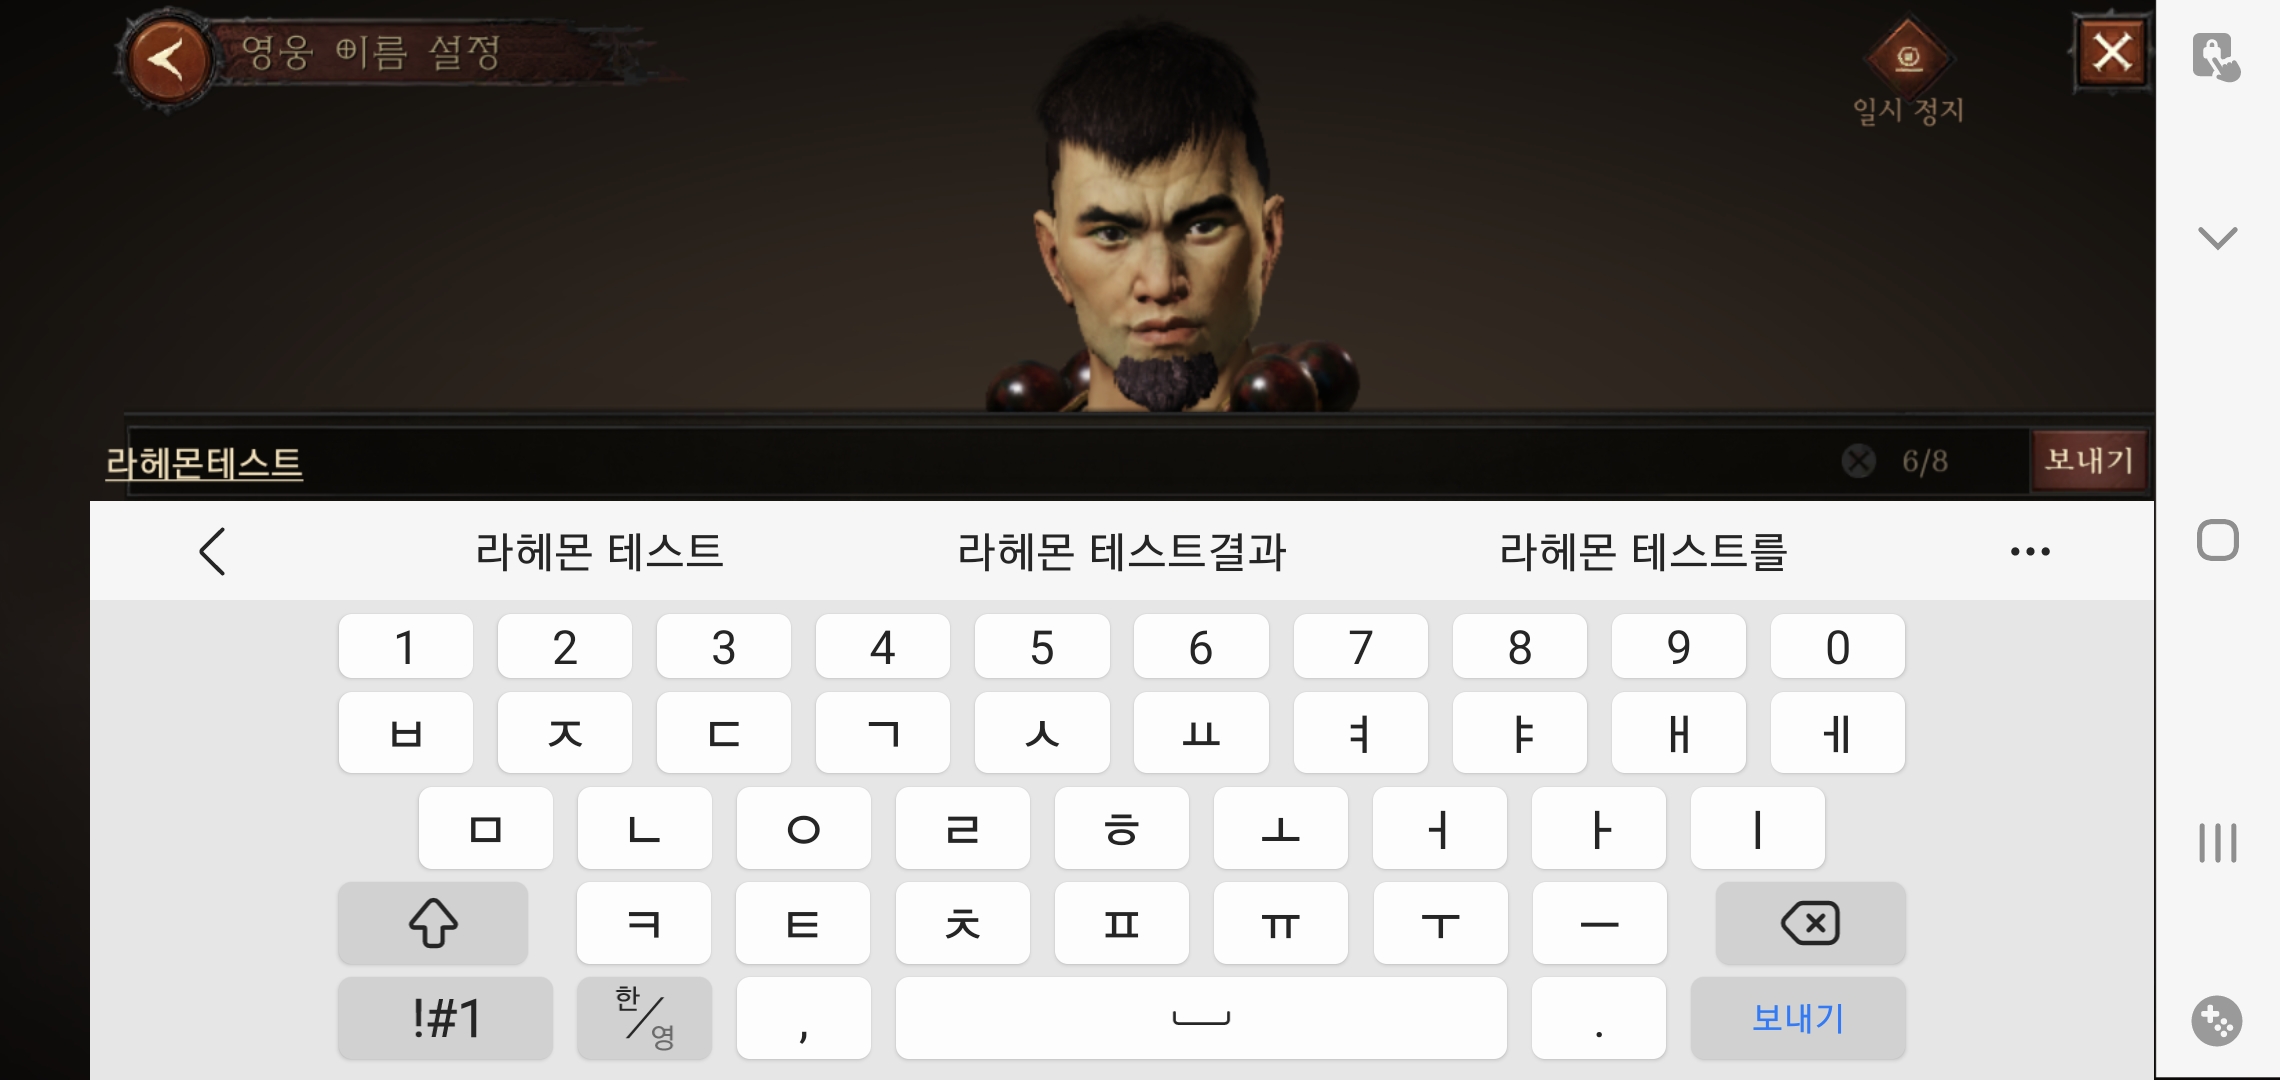 영웅 이름 설정
일시 정지
라헤몬테스트
6/8
보내기
라헤몬 테스트 라헤몬 테스트결과 라헤몬 테스트를 ...
1 2 3 4 5 6 7 8 9 0
ㅂ ㅈ ㄷ ㄱ ㅅ ㅛ ㅕ ㅑ ㅐ ㅔ
ㅁ ㄴ ㅇ ㄹ ㅎ ㅗ ㅓ ㅏ ㅣ
ㅋ ㅌ ㅊ ㅍ ㅠ ㅜ ㅡ
!#1 한/영 , . 보내기